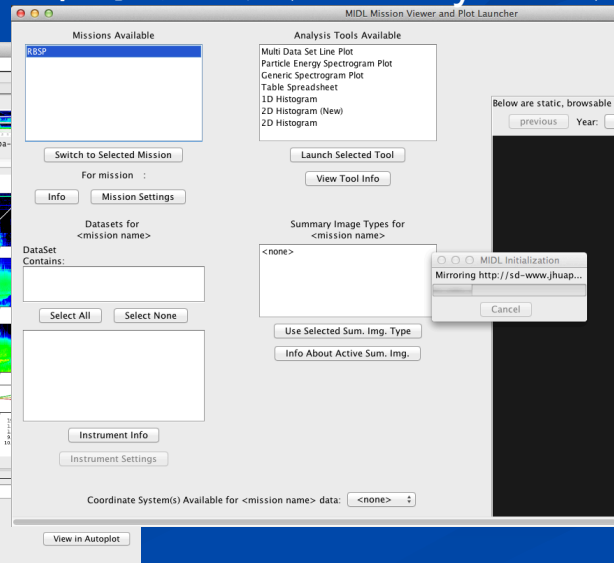 MIDL Mission Viewer and Plot Launcher
Missions Available
RBSP
Switch to Selected Mission
For mission :
Info
Mission Settings
Datasets for
<mission name>
DataSet
Contains:
Select All
Select None
Instrument Info
Instrument Settings
Analysis Tools Available
Multi Data Set Line Plot
Particle Energy Spectrogram Plot
Generic Spectrogram Plot
Table Spreadsheet
1D Histogram
2D Histogram (New)
2D Histogram
Launch Selected Tool
View Tool Info
Summary Image Types for
<mission name>
<none>
Use Selected Sum. Img. Type
Info About Active Sum. Img.
Coordinate System(s) Available for <mission name> data:
<none>
Below are static, browsable
previous
Year:
MIDL Initialization
Mirroring http://sd-www.jhuap...
Cancel
View in Autoplot